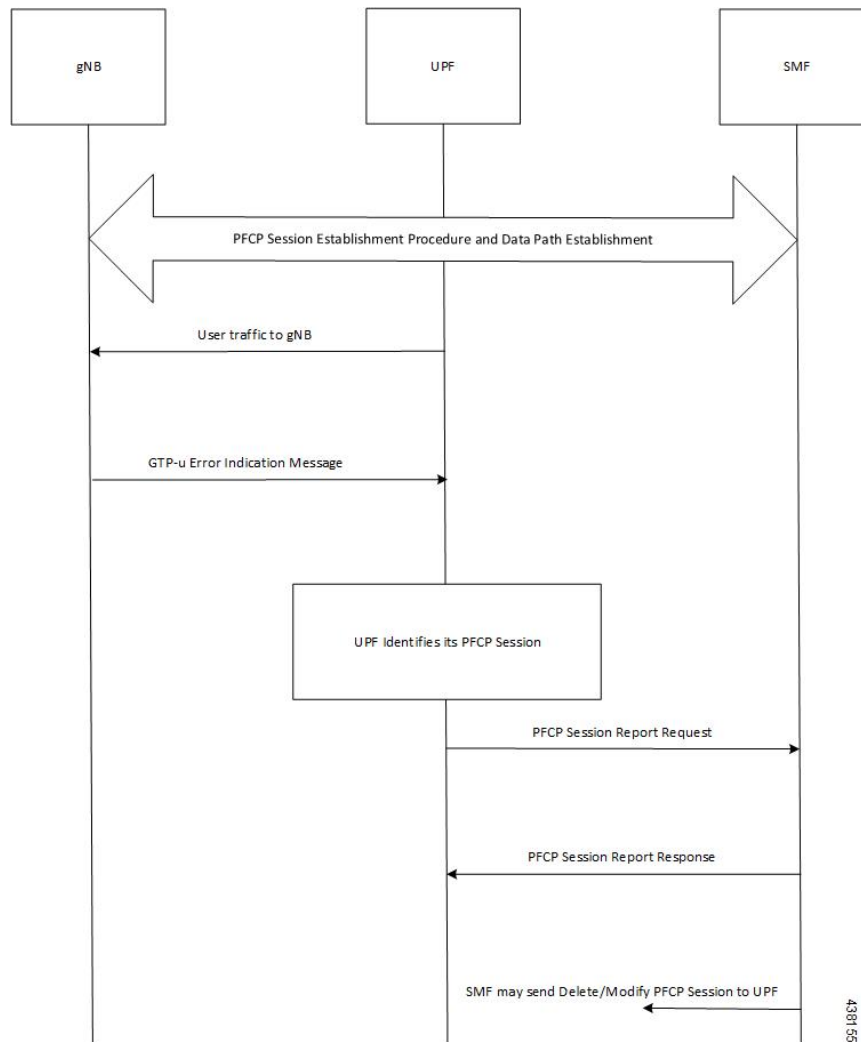 gNB
UPF
SMF
PFCP Session Establishment Procedure and Data Path Establishment
User traffic to gNB
GTP-u Error Indication Message
UPF Identifies its PFCP Session
PFCP Session Report Request
PFCP Session Report Response
SMF may send Delete/Modify PFCP Session to UPF
438155